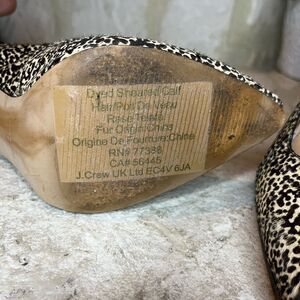 Dyed Sheared Calf
Hair/Poil De Veau
Rase Teints
Fur Origin:China
Origine De Fourrure:Chine
RN# 77388
CA# 56445
J.Crew UK Ltd EC4V 6JA